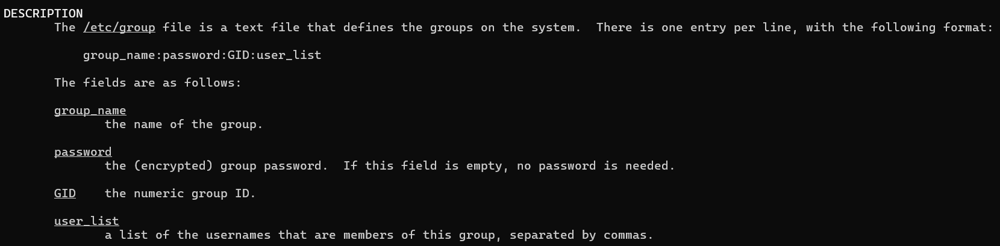 DESCRIPTION
The /etc/group file is a text file that defines the groups on the system.  There is one entry per line, with the following format:
group_name:password:GID:user_list
The fields are as follows:
group_name
the name of the group.
password
the (encrypted) group password.  If this field is empty, no password is needed.
GID    the numeric group ID.
user_list
a list of the usernames that are members of this group, separated by commas.